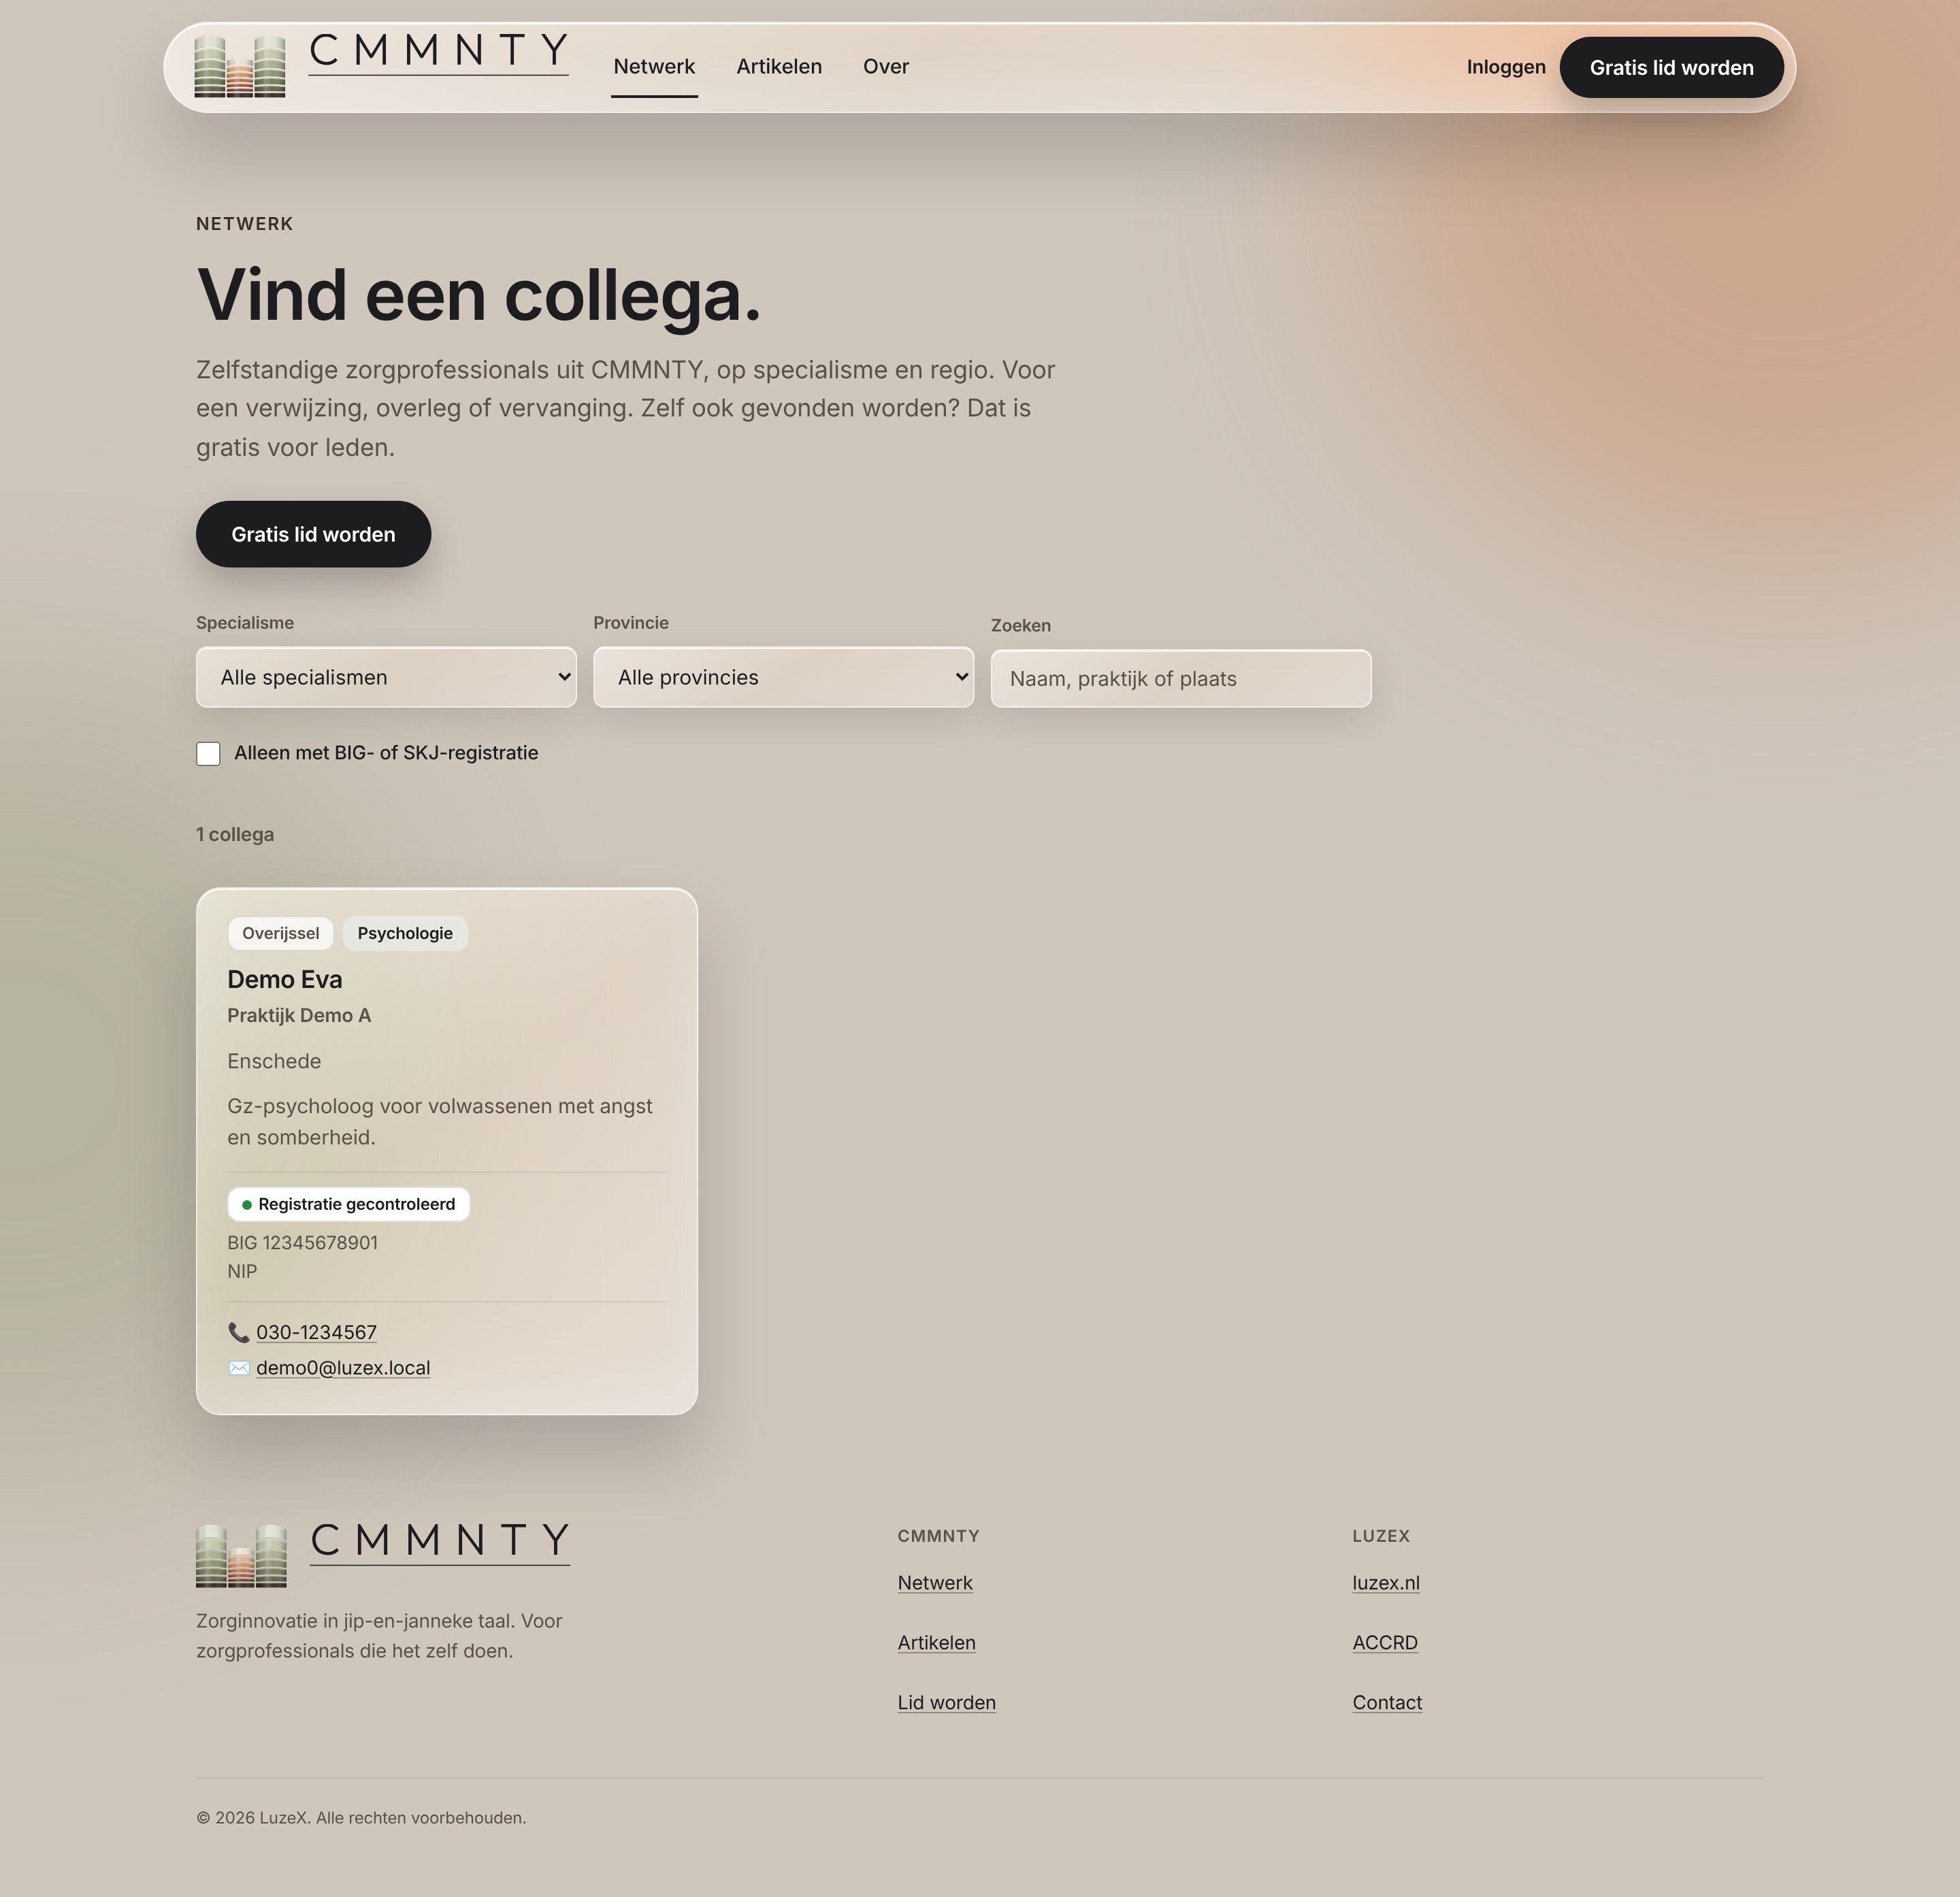 CMMNTY
Netwerk
Artikelen
Over
Inloggen
Gratis lid worden
NETWERK
Vind een collega.
Zelfstandige zorgprofessionals uit CMMNTY, op specialisme en regio. Voor
een verwijzing, overleg of vervanging. Zelf ook gevonden worden? Dat is
gratis voor leden.
Gratis lid worden
Specialisme
Provincie
Zoeken
Alle specialismen
Alle provincies
Naam, praktijk of plaats
Alleen met BIG- of SKJ-registratie
1 collega
Overijssel
Psychologie
Demo Eva
Praktijk Demo A
Enschede
Gz-psycholoog voor volwassenen met angst
en somberheid.
Registratie gecontroleerd
BIG 12345678901
NIP
030-1234567
demo0@luzex.local
CMMNTY
Zorginnovatie in jip-en-janneke taal. Voor
zorgprofessionals die het zelf doen.
CMMNTY
Netwerk
Artikelen
Lid worden
LUZEX
luzex.nl
ACCRD
Contact
© 2026 LuzeX. Alle rechten voorbehouden.